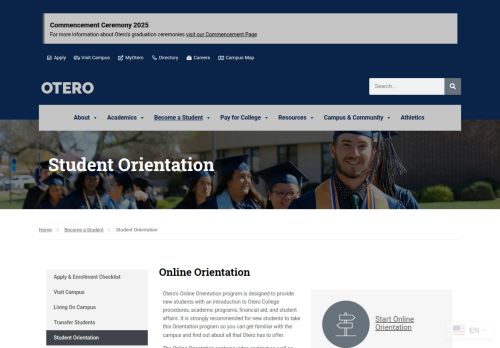 Commencement Ceremony 2025
For more information about Otero's graduation ceremonies visit our Commencement Page
Apply Visit Campus MyOtero Directory Careers Campus Map
OTERO
Search...
About Academics Become a Student Pay for College Resources Campus & Community Athletics
Student Orientation
Home Become a Student Student Orientation
Apply & Enrollment Checklist
Visit Campus
Living On Campus
Transfer Students
Student Orientation
Online Orientation
Otero's Online Orientation program is designed to provide
new students with an introduction to Otero College
procedures, academic programs, financial aid, and student
affairs. It is strongly recommended for new students to take
this Orientation program so you can get familiar with the
campus and find out about all that Otero has to offer.
Start Online
Orientation
EN